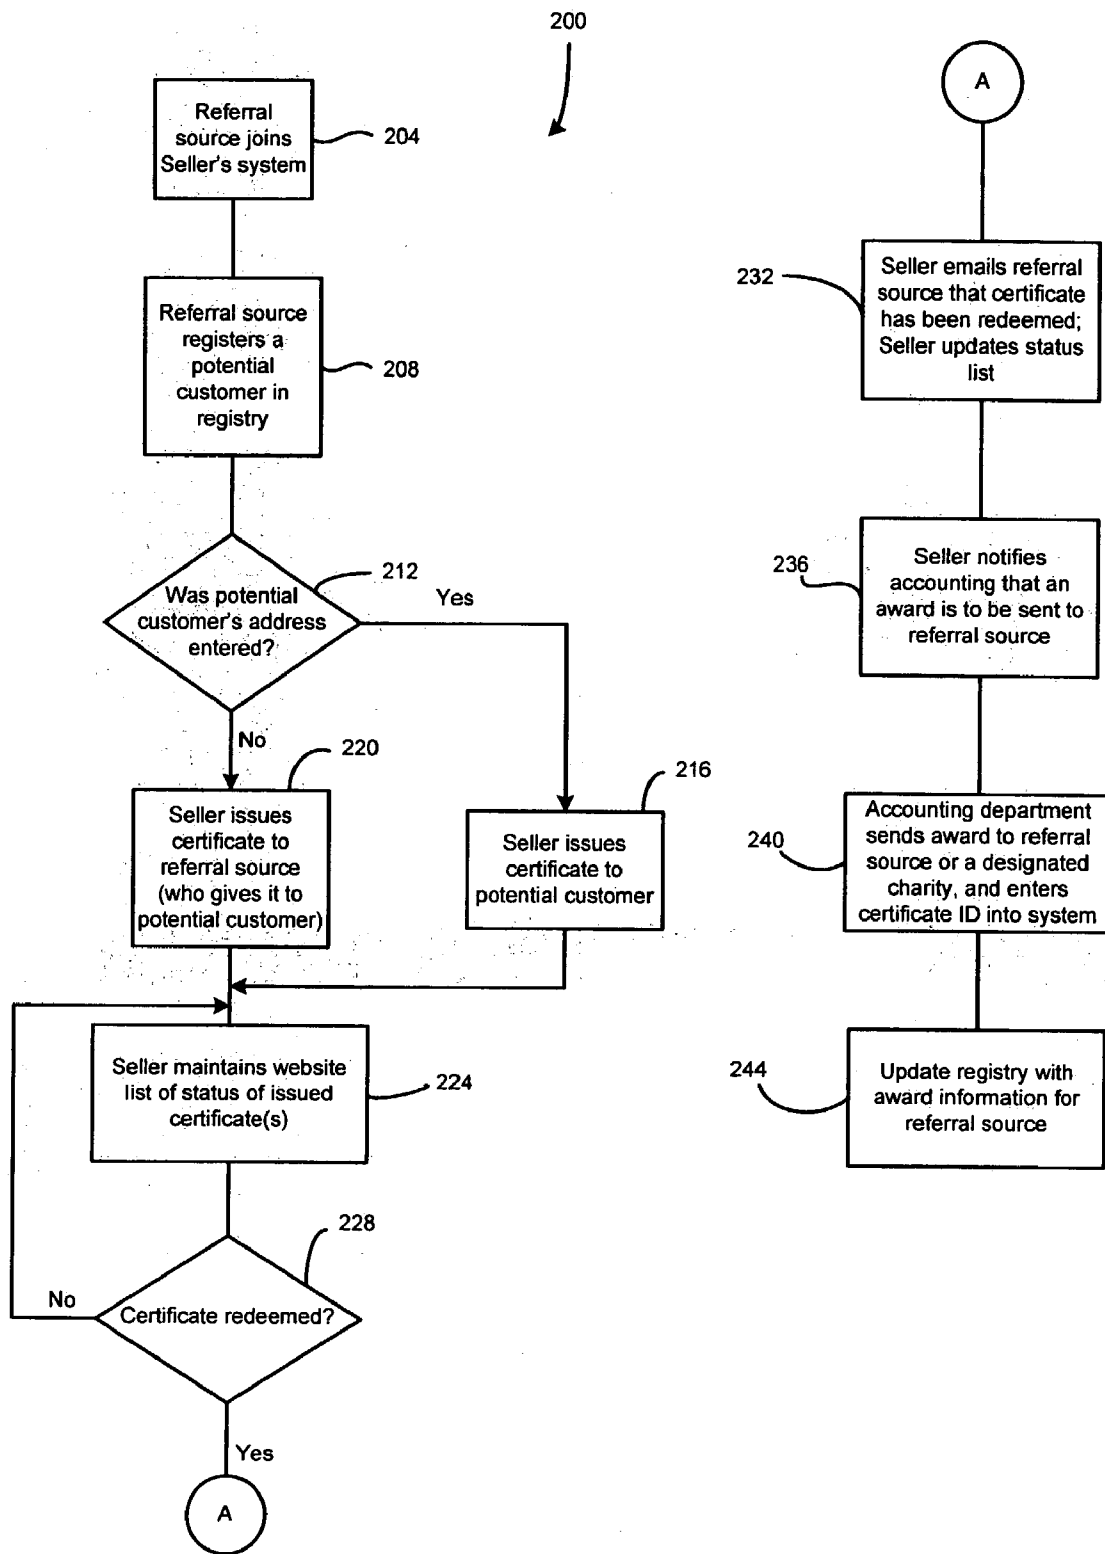 200
Referral
source joins
Seller's system
204
Referral source
registers a
potential
customer in
registry
208
Was potential
customer's address
entered?
212
Yes
No
220
Seller issues
certificate to
referral source
(who gives it to
potential customer)
216
Seller issues
certificate to
potential customer
Seller maintains website
list of status of issued
certificate(s)
224
228
Certificate redeemed?
No
Yes
A
A
232
Seller emails referral
source that certificate
has been redeemed;
Seller updates status
list
236
Seller notifies
accounting that an
award is to be sent to
referral source
240
Accounting department
sends award to referral
source or a designated
charity, and enters
certificate ID into system
244
Update registry with
award information for
referral source